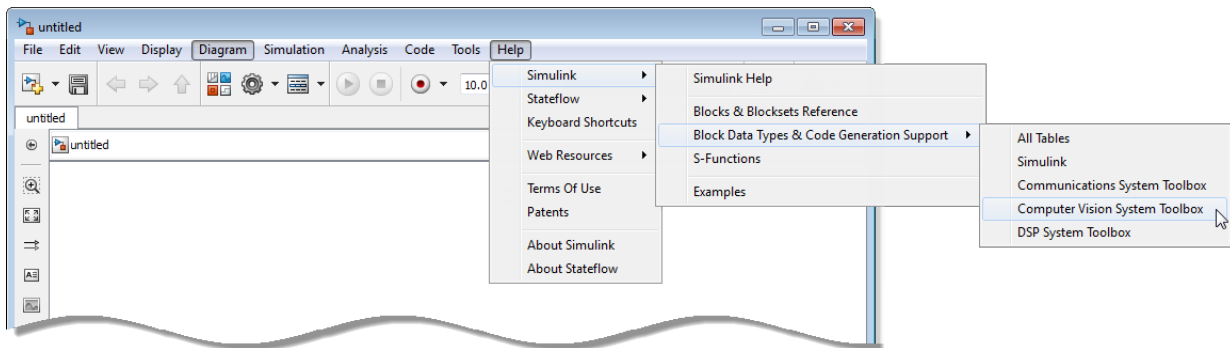 untitled
File Edit View Display Diagram Simulation Analysis Code Tools Help
10.0
untitled
untitled
Simulink
Stateflow
Keyboard Shortcuts
Web Resources
Terms Of Use
Patents
About Simulink
About Stateflow
Simulink Help
Blocks & Blocksets Reference
Block Data Types & Code Generation Support
S-Functions
Examples
All Tables
Simulink
Communications System Toolbox
Computer Vision System Toolbox
DSP System Toolbox